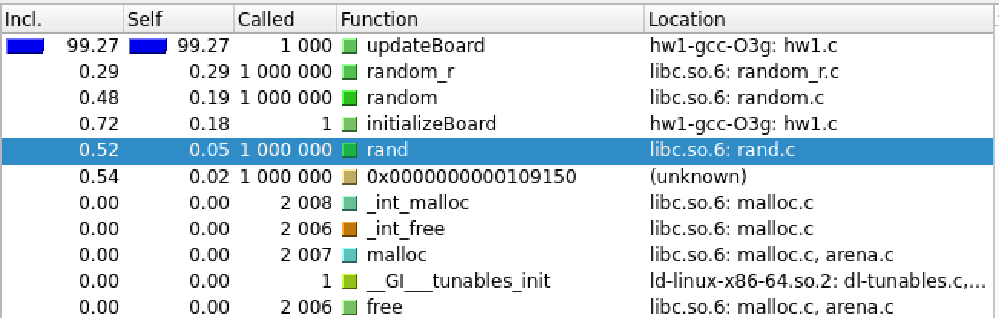 Incl. Self Called Function Location
99.27 99.27 1 000 updateBoard hw1-gcc-O3g: hw1.c
0.29 0.29 1 000 000 random_r libc.so.6: random_r.c
0.48 0.19 1 000 000 random libc.so.6: random.c
0.72 0.18 1 initializeBoard hw1-gcc-O3g: hw1.c
0.52 0.05 1 000 000 rand libc.so.6: rand.c
0.54 0.02 1 000 000 0x0000000000109150 (unknown)
0.00 0.00 2 008 _int_malloc libc.so.6: malloc.c
0.00 0.00 2 006 _int_free libc.so.6: malloc.c
0.00 0.00 2 007 malloc libc.so.6: malloc.c, arena.c
0.00 0.00 1 __GI___tunables_init ld-linux-x86-64.so.2: dl-tunables.c,...
0.00 0.00 2 006 free libc.so.6: malloc.c, arena.c